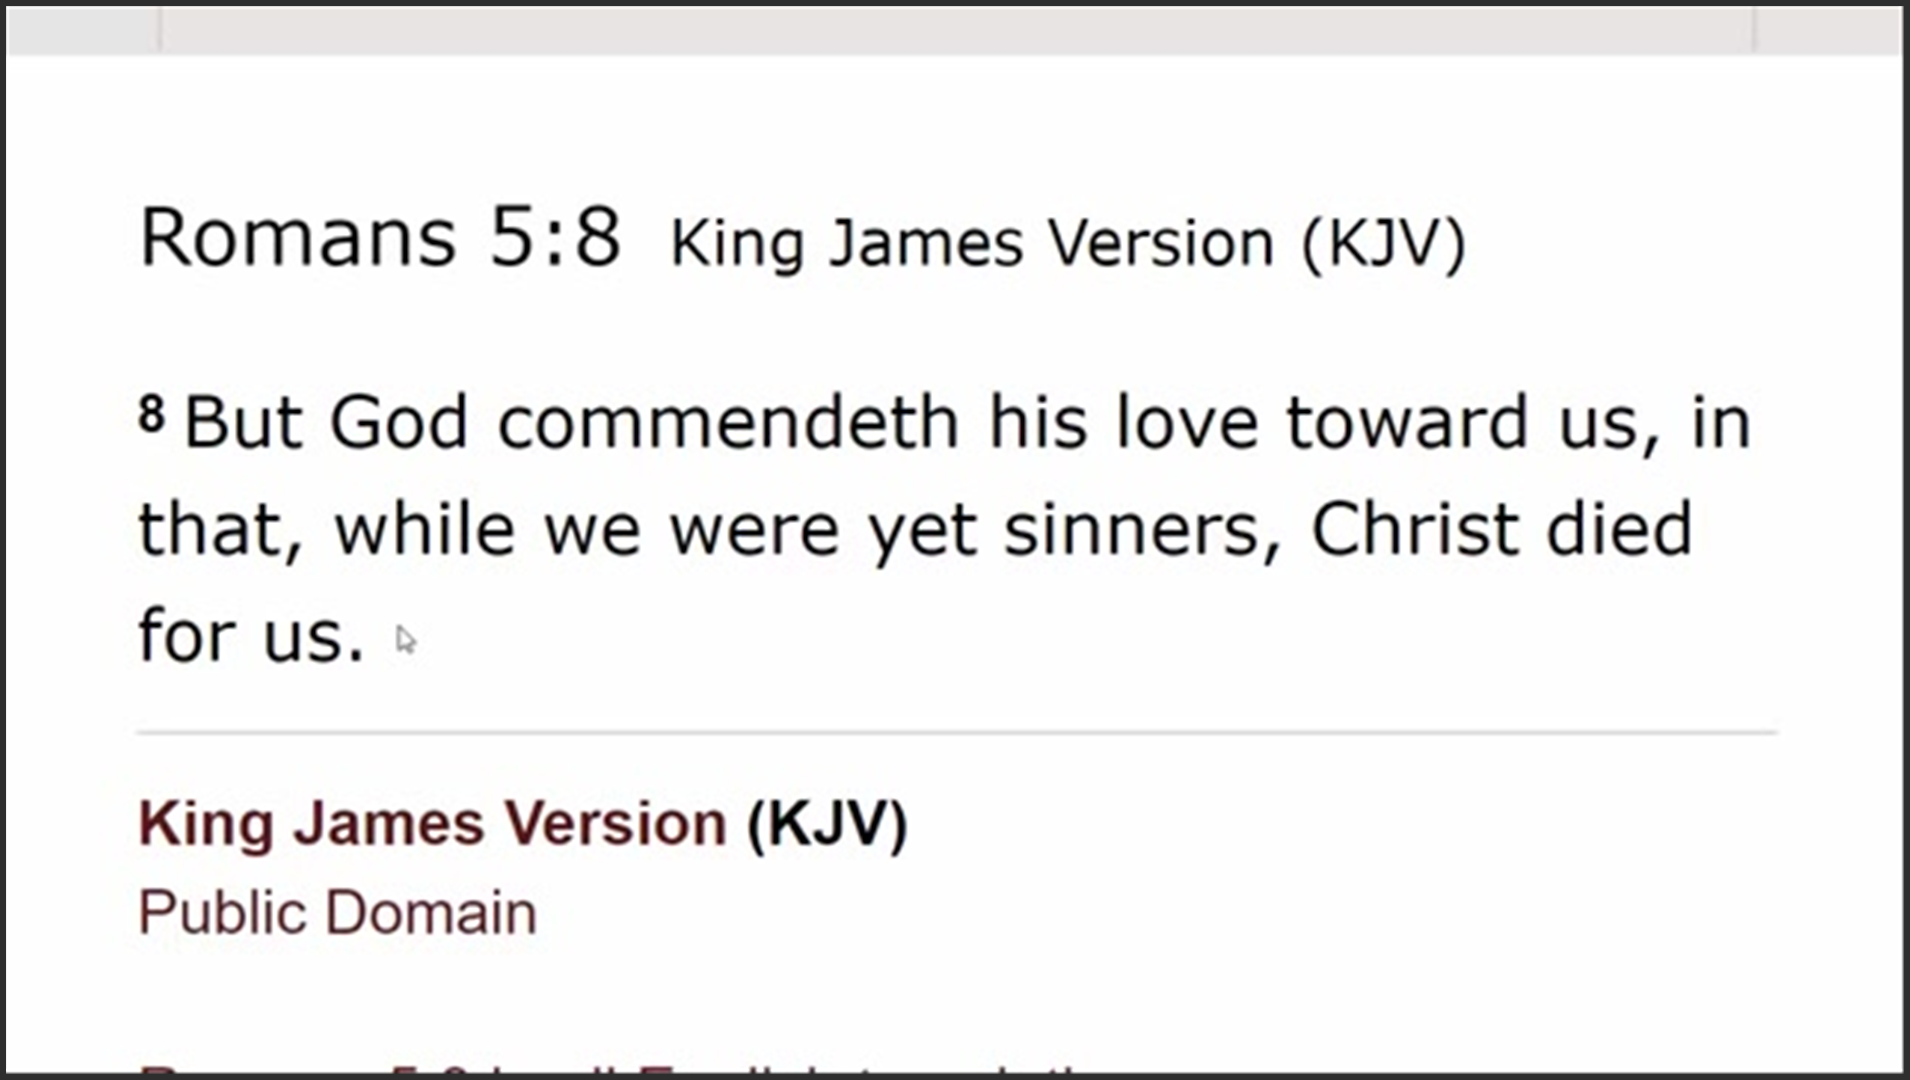 Romans 5:8 King James Version (KJV)
8 But God commendeth his love toward us, in
that, while we were yet sinners, Christ died
for us.
King James Version (KJV)
Public Domain